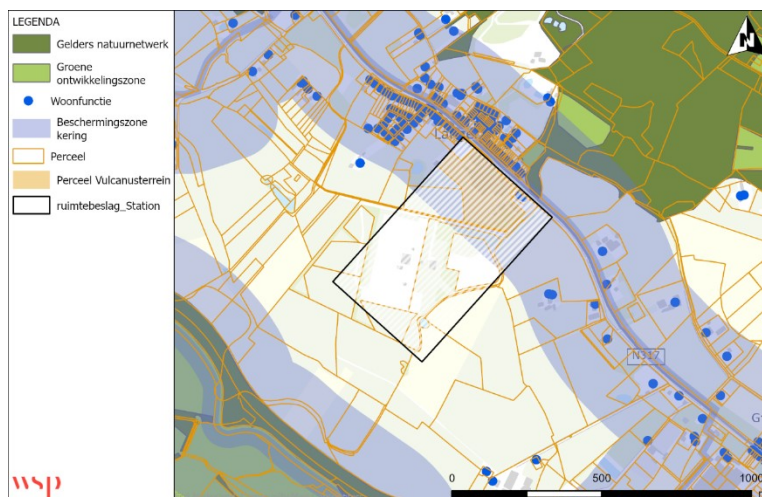 LEGENDA
Gelders natuurnetwerk
Groene
ontwikkelingszone
Woonfunctie
Beschermingszone
kering
Perceel
Perceel Vulcanusterrein
ruimtebeslag_Station
wsp
N
N317
0
500
1000